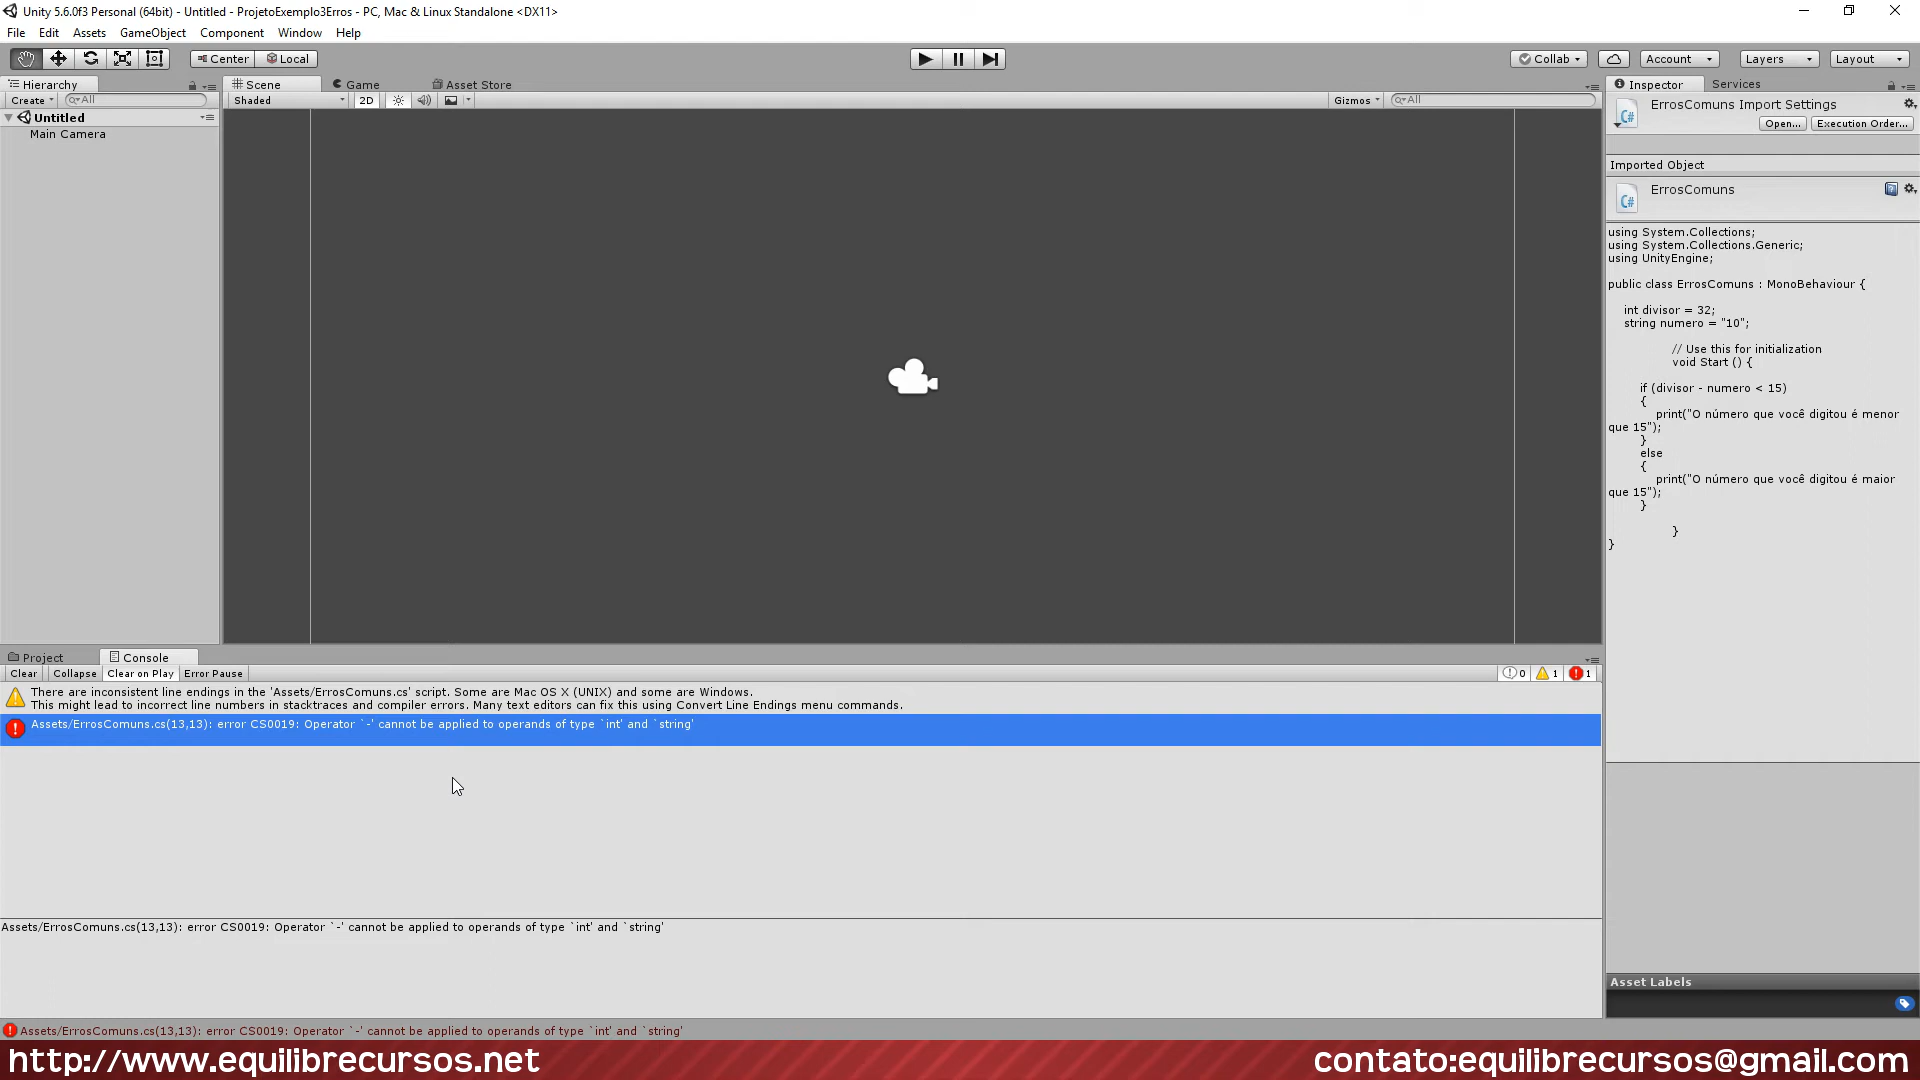 Unity 5.6.0f3 Personal (64bit) - Untitled - ProjetoExemplo3Erros - PC, Mac & Linux Standalone <DX11>
File Edit Assets GameObject Component Window Help
Center Local Collab Account Layers Layout
Hierarchy Scene Game Asset Store Inspector Services
Create All Shaded 2D Gizmos All
Untitled
Main Camera
ErrosComuns Import Settings
Open... Execution Order...
Imported Object
C#
ErrosComuns
C#
using System.Collections;
using System.Collections.Generic;
using UnityEngine;
public class ErrosComuns : MonoBehaviour {
int divisor = 32;
string numero = "10";
// Use this for initialization
void Start () {
if (divisor - numero < 15)
{
print("O número que você digitou é menor
que 15");
}
else
{
print("O número que você digitou é maior
que 15");
}
}
}
Project Console
Clear Collapse Clear on Play Error Pause 0 1 1
There are inconsistent line endings in the 'Assets/ErrosComuns.cs' script. Some are Mac OS X (UNIX) and some are Windows.
This might lead to incorrect line numbers in stacktraces and compiler errors. Many text editors can fix this using Convert Line Endings menu commands.
Assets/ErrosComuns.cs(13,13): error CS0019: Operator `-' cannot be applied to operands of type `int' and `string'
Assets/ErrosComuns.cs(13,13): error CS0019: Operator `-' cannot be applied to operands of type `int' and `string'
Asset Labels
Assets/ErrosComuns.cs(13,13): error CS0019: Operator `-' cannot be applied to operands of type `int' and `string'
http://www.equilibrecursos.net contato:equilibrecursos@gmail.com